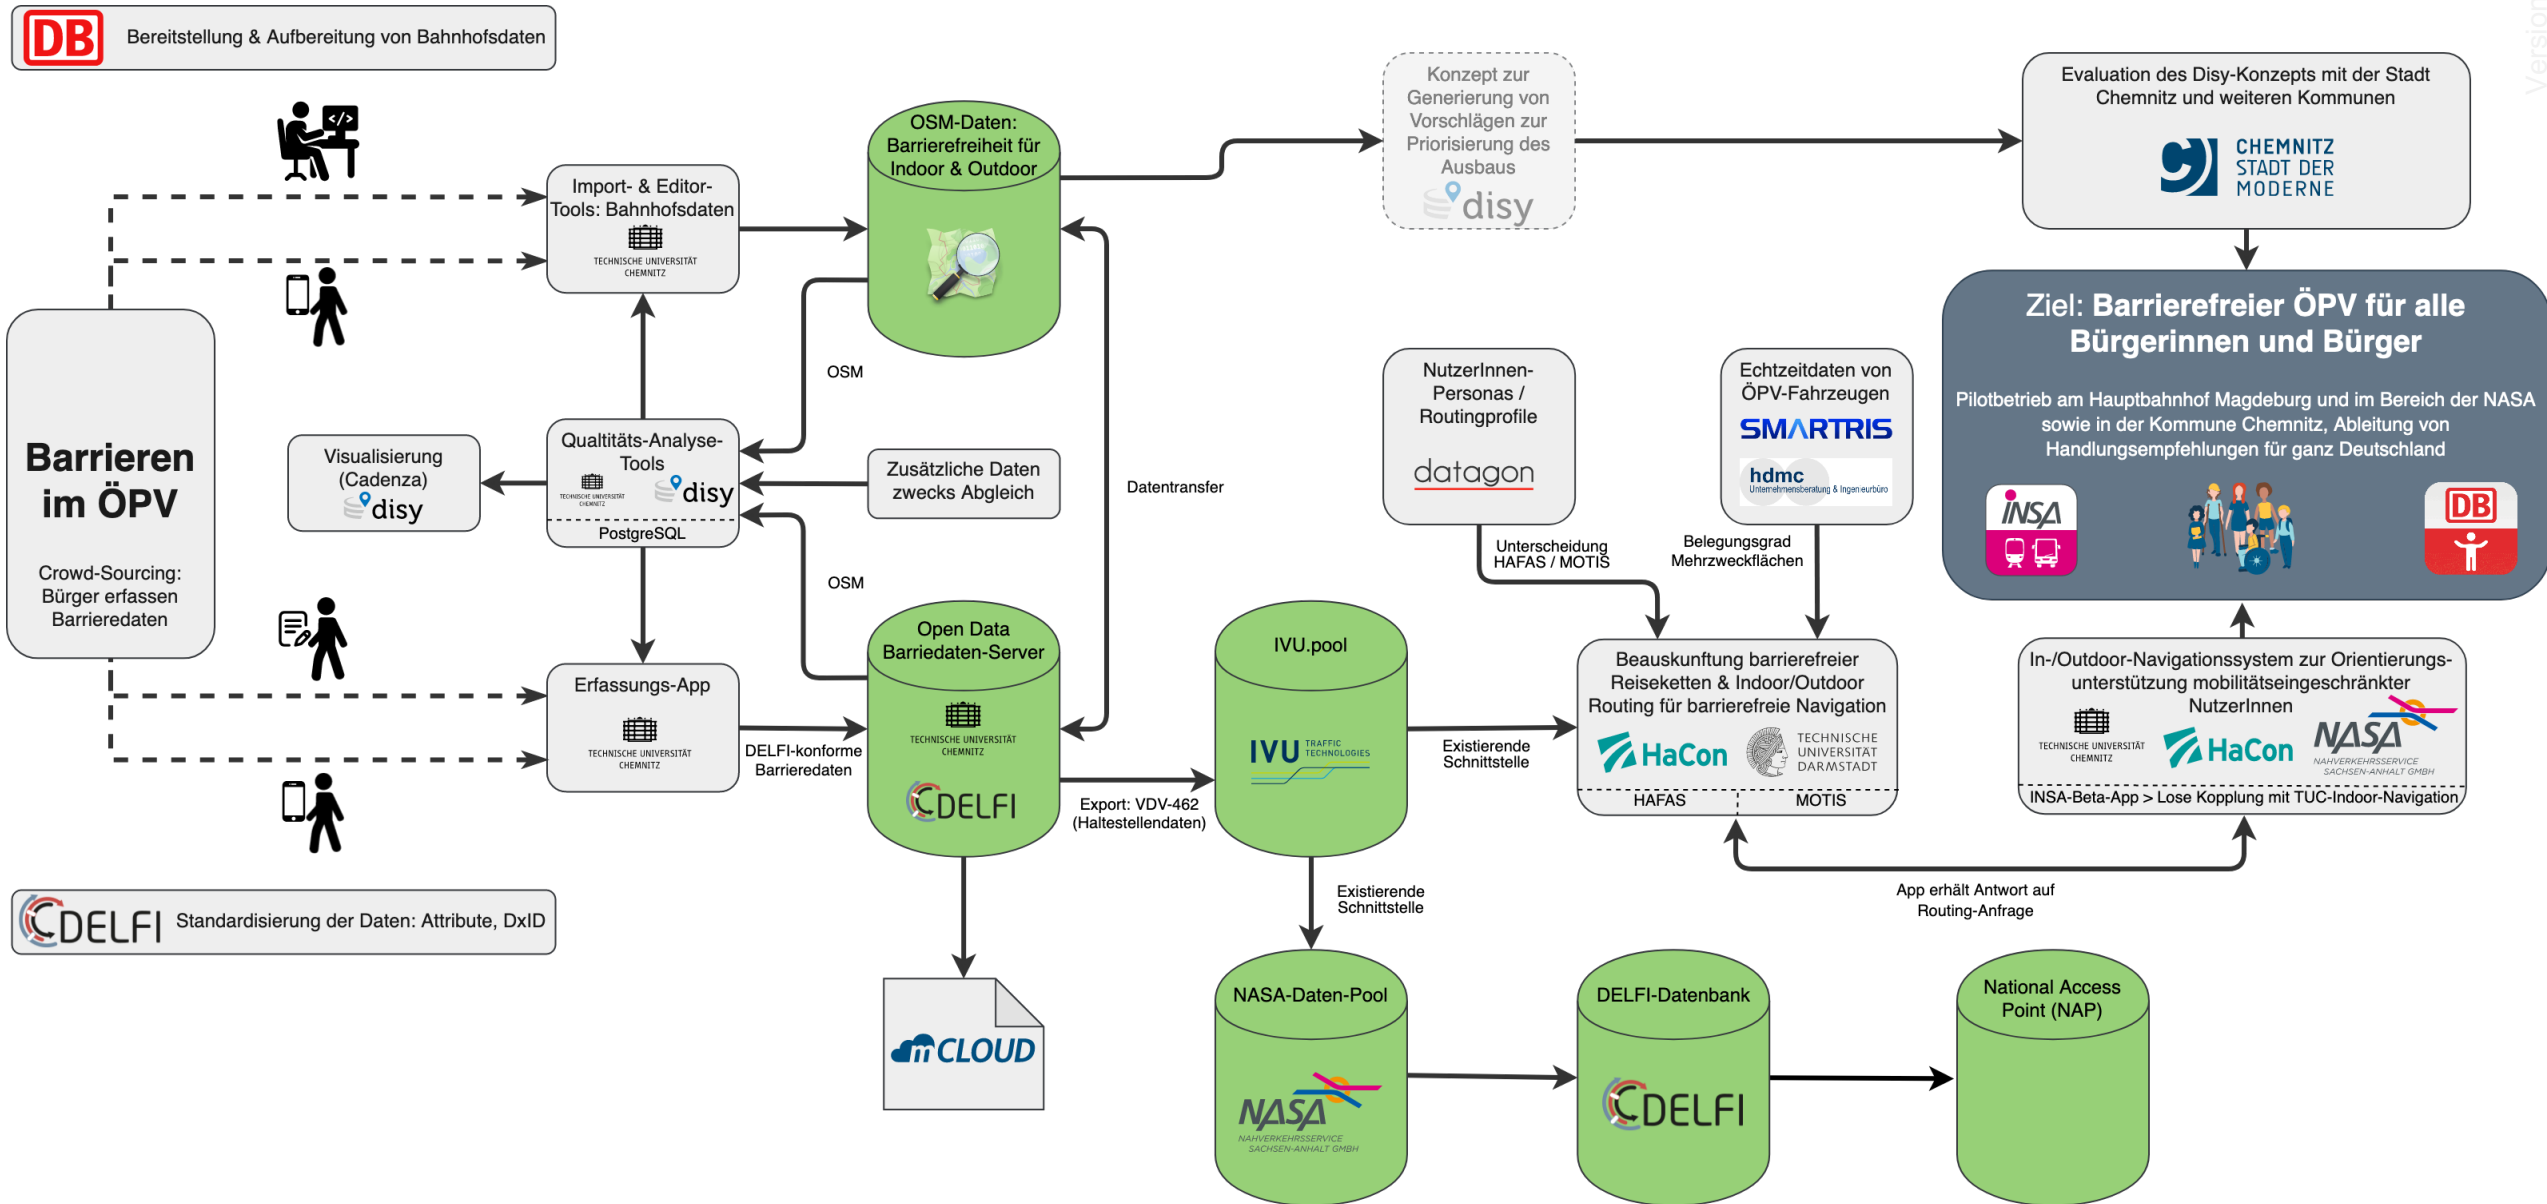 DB
Bereitstellung & Aufbereitung von Bahnhofsdaten
Version
Import- & Editor-
Tools: Bahnhofsdaten
TECHNISCHE UNIVERSITÄT
CHEMNITZ
OSM-Daten:
Barrierefreiheit für
Indoor & Outdoor
Konzept zur
Generierung von
Vorschlägen zur
Priorisierung des
Ausbaus
disy
Evaluation des Disy-Konzepts mit der Stadt
Chemnitz und weiteren Kommunen
CHEMNITZ
STADT DER
MODERNE
Barrieren
im ÖPV
Crowd-Sourcing:
Bürger erfassen
Barrieredaten
Visualisierung
(Cadenza)
disy
Qualtitäts-Analyse-
Tools
TECHNISCHE UNIVERSITÄT
CHEMNITZ
disy
PostgreSQL
OSM
Zusätzliche Daten
zwecks Abgleich
OSM
Datentransfer
NutzerInnen-
Personas /
Routingprofile
datagon
Echtzeitdaten von
ÖPV-Fahrzeugen
SMARTRIS
hdmc
Unternehmensberatung & Ingenieurbüro
Unterscheidung
HAFAS / MOTIS
Belegungsgrad
Mehrzweckflächen
Ziel: Barrierefreier ÖPV für alle
Bürgerinnen und Bürger
Pilotbetrieb am Hauptbahnhof Magdeburg und im Bereich der NASA
sowie in der Kommune Chemnitz, Ableitung von
Handlungsempfehlungen für ganz Deutschland
iNSA
DB
Erfassungs-App
TECHNISCHE UNIVERSITÄT
CHEMNITZ
DELFI-konforme
Barrieredaten
Open Data
Barriedaten-Server
TECHNISCHE UNIVERSITÄT
CHEMNITZ
DELFI
Export: VDV-462
(Haltestellendaten)
IVU.pool
IVU TRAFFIC
TECHNOLOGIES
Existierende
Schnittstelle
Beauskunftung barrierefreier
Reiseketten & Indoor/Outdoor
Routing für barrierefreie Navigation
HaCon
TECHNISCHE
UNIVERSITÄT
DARMSTADT
HAFAS
MOTIS
In-/Outdoor-Navigationssystem zur Orientierungs-
unterstützung mobilitätseingeschränkter
NutzerInnen
TECHNISCHE UNIVERSITÄT
CHEMNITZ
HaCon
NASA
NAHVERKEHRSSERVICE
SACHSEN-ANHALT GMBH
INSA-Beta-App > Lose Kopplung mit TUC-Indoor-Navigation
App erhält Antwort auf
Routing-Anfrage
DELFI
Standardisierung der Daten: Attribute, DxID
Existierende
Schnittstelle
mCLOUD
NASA-Daten-Pool
NASA
NAHVERKEHRSSERVICE
SACHSEN-ANHALT GMBH
DELFI-Datenbank
DELFI
National Access
Point (NAP)